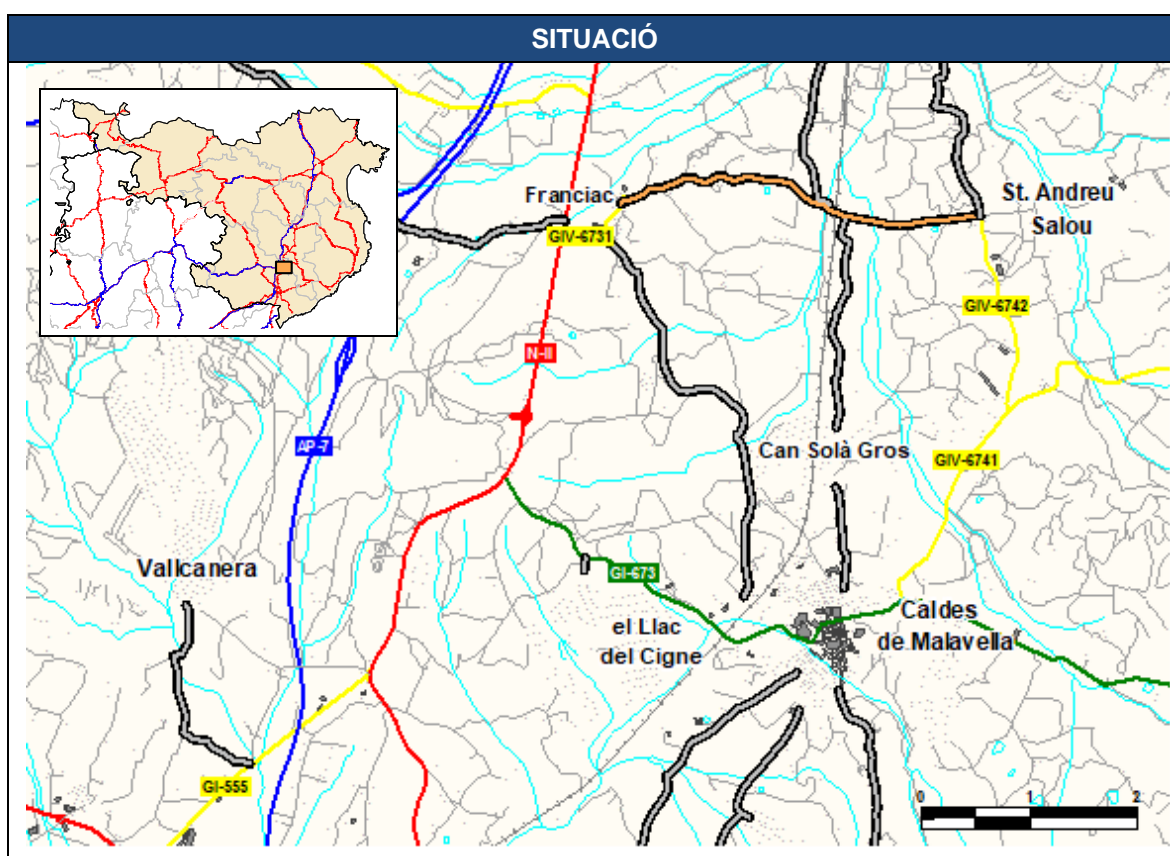 SITUACIÓ
Franciac
St. Andreu
Salou
GIV-6731
GIV-6742
N-II
AP-7
Can Solà Gros
GIV-6741
Vallcanera
GI-673
el Llac
del Cigne
Caldes
de Malavella
GI-555
0 1 2